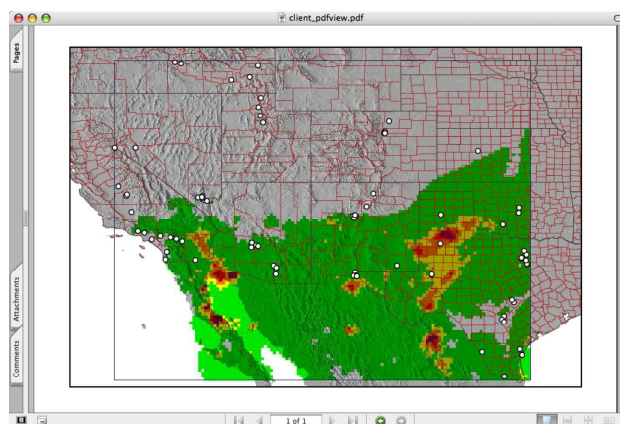 client_pdfview.pdf
Pages
Attachments
Comments
1 of 1